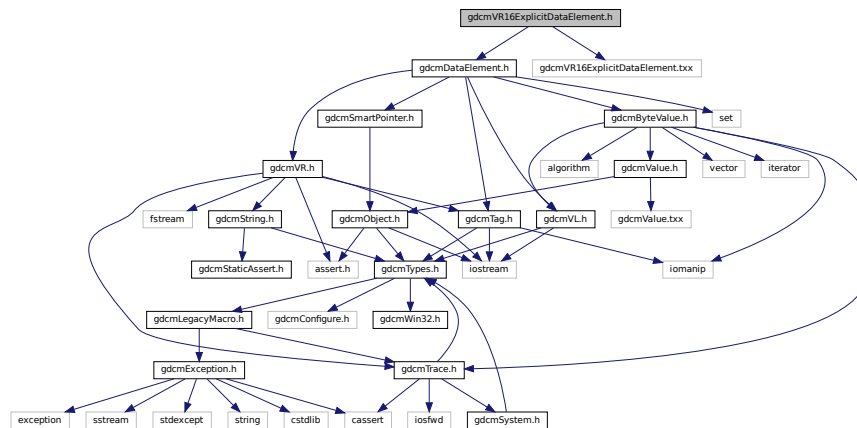 gdcmVR16ExplicitDataElement.h
gdcmDataElement.h
gdcmVR16ExplicitDataElement.txx
gdcmSmartPointer.h
gdcmByteValue.h
set
gdcmVR.h
algorithm
gdcmValue.h
vector
iterator
fstream
gdcmString.h
gdcmObject.h
gdcmTag.h
gdcmVL.h
gdcmValue.txx
gdcmStaticAssert.h
assert.h
gdcmTypes.h
iostream
iomanip
gdcmLegacyMacro.h
gdcmConfigure.h
gdcmWin32.h
gdcmException.h
gdcmTrace.h
exception
sstream
stdexcept
string
cstdlib
cassert
iosfwd
gdcmSystem.h